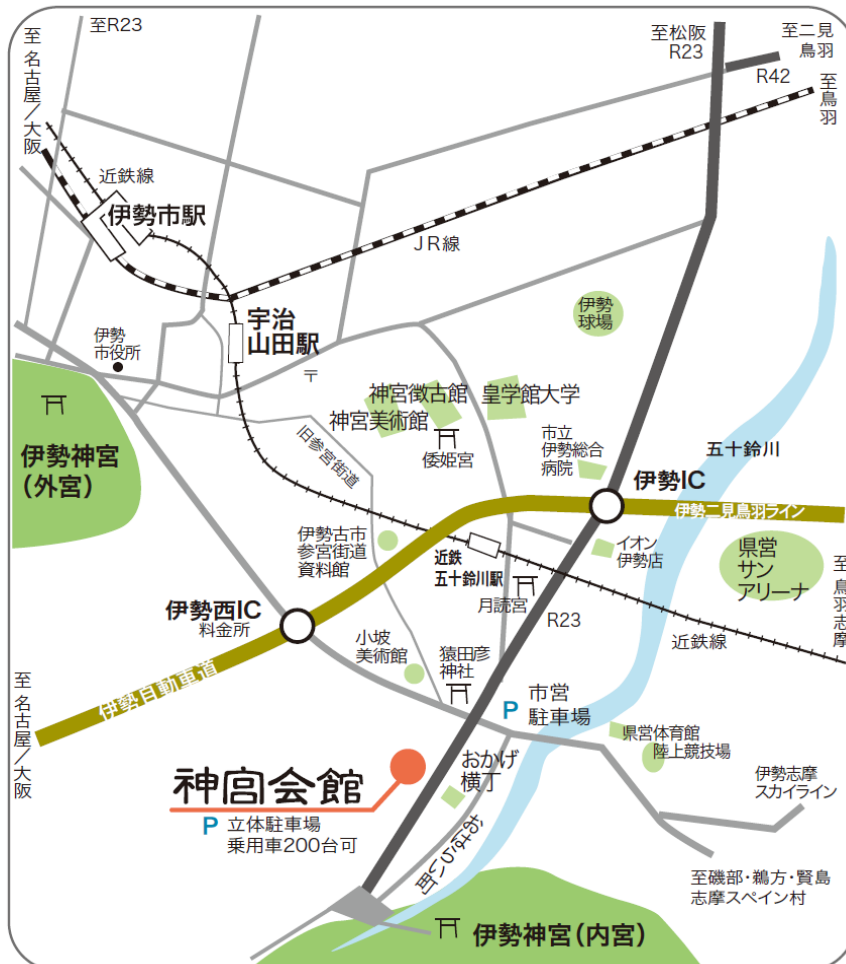 至R23
至 名古屋／大阪
至松阪
R23
至二見
鳥羽
R42
至鳥羽
近鉄線
伊勢市駅
JR線
伊勢
球場
宇治
山田駅
伊勢
市役所
〒
神宮徴古館
神宮美術館
皇学館大学
倭姫宮
旧参宮街道
市立
伊勢総合
病院
五十鈴川
伊勢神宮
（外宮）
伊勢IC
伊勢二見鳥羽ライン
伊勢古市
参宮街道
資料館
近鉄
五十鈴川駅
イオン
伊勢店
県営
サン
アリーナ
至 鳥羽志摩
月読宮
伊勢西IC
料金所
R23
近鉄線
小坡
美術館
猿田彦
神社
伊勢自動車道
至 名古屋／大阪
P 市営
駐車場
県営体育館
陸上競技場
おかげ
横丁
伊勢志摩
スカイライン
神宮会館
P 立体駐車場
乗用車200台可
おはらい町
至磯部・鵜方・賢島
志摩スペイン村
伊勢神宮（内宮）